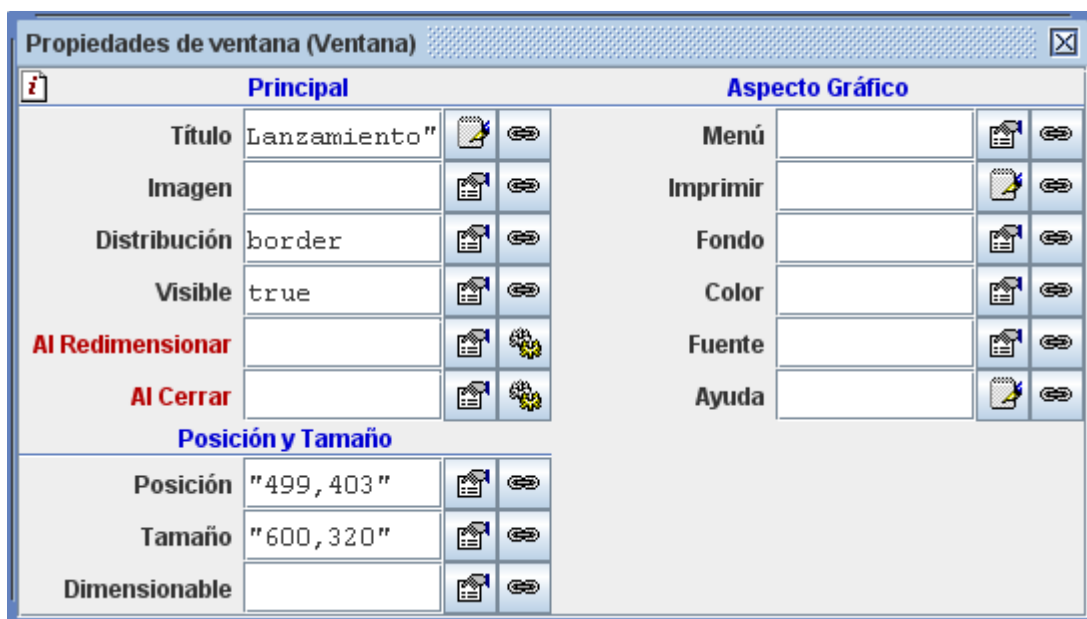 Propiedades de ventana (Ventana)
i
Principal
Título Lanzamiento"
Imagen
Distribución border
Visible true
Al Redimensionar
Al Cerrar
Posición y Tamaño
Posición "499,403"
Tamaño "600,320"
Dimensionable
Aspecto Gráfico
Menú
Imprimir
Fondo
Color
Fuente
Ayuda